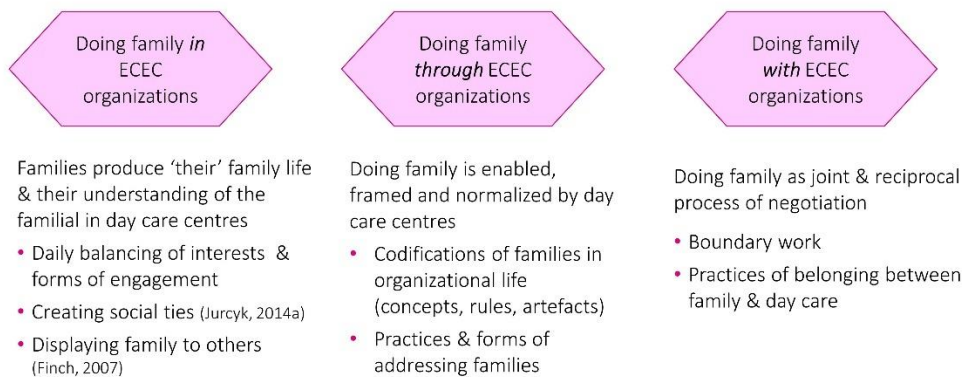 Doing family in
ECEC
organizations
Doing family
through ECEC
organizations
Doing family
with ECEC
organizations
Families produce ‘their’ family life
& their understanding of the
familial in day care centres
• Daily balancing of interests &
forms of engagement
• Creating social ties (Jurcyk, 2014a)
• Displaying family to others
(Finch, 2007)
Doing family is enabled,
framed and normalized by day
care centres
• Codifications of families in
organizational life
(concepts, rules, artefacts)
• Practices & forms of
addressing families
Doing family as joint & reciprocal
process of negotiation
• Boundary work
• Practices of belonging between
family & day care